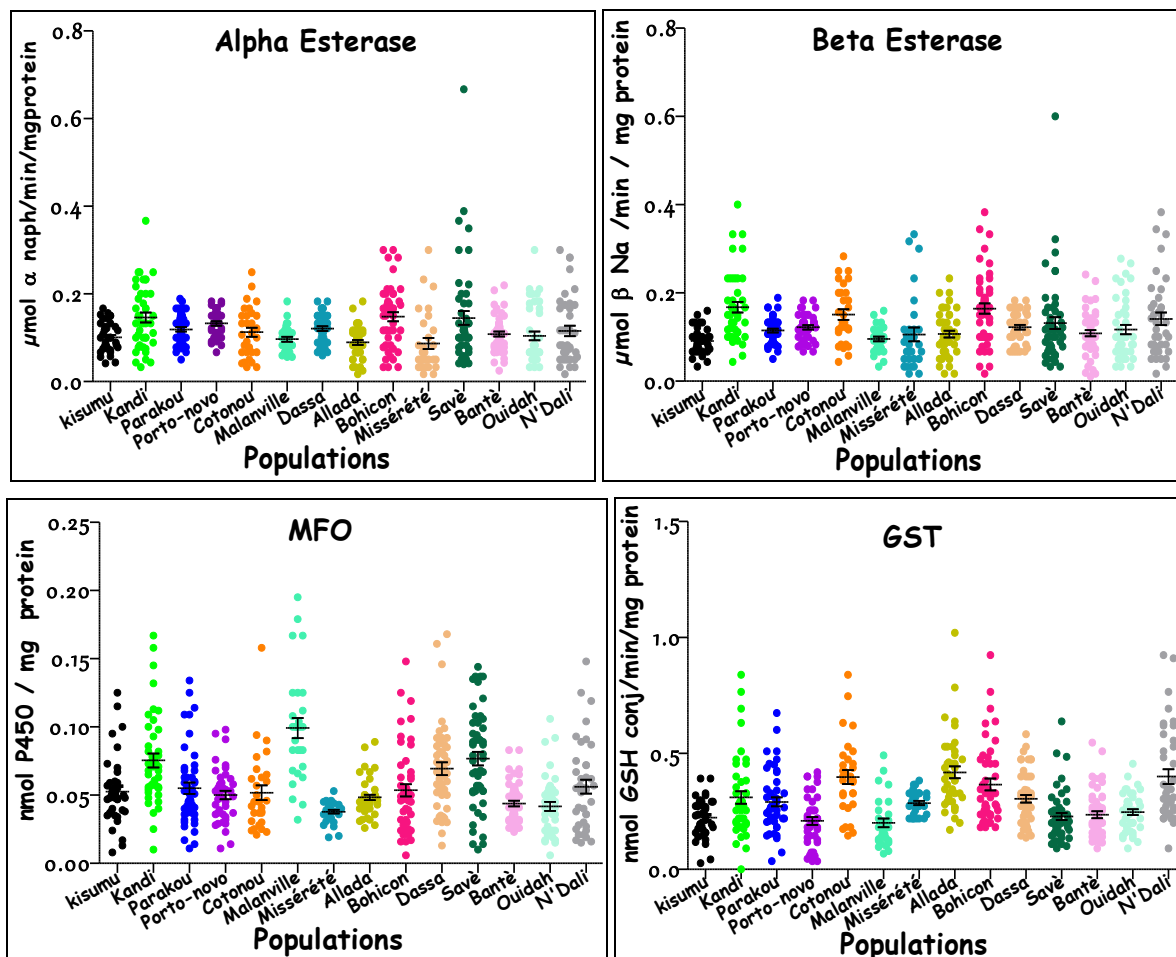 Alpha Esterase
µmol α naph/min/mgprotein
0.8
0.6
0.4
0.2
0.0
kisumu
Kandi
Parakou
Porto-novo
Cotonou
Malanville
Dassa
Allada
Bohicon
Missérété
Savè
Bantè
Ouidah
N'Dali
Populations
Beta Esterase
µmol β Na /min / mg protein
0.8
0.6
0.4
0.2
0.0
kisumu
Kandi
Parakou
Porto-novo
Cotonou
Malanville
Missérété
Allada
Bohicon
Dassa
Savè
Bantè
Ouidah
N'Dali
Populations
MFO
nmol P450 / mg protein
0.25
0.20
0.15
0.10
0.05
0.00
kisumu
Kandi
Parakou
Porto-novo
Cotonou
Malanville
Missérété
Allada
Bohicon
Dassa
Savè
Bantè
Ouidah
N'Dali
Populations
GST
nmol GSH conj/min/mg protein
1.5
1.0
0.5
0.0
kisumu
Kandi
Parakou
Porto-novo
Cotonou
Malanville
Missérété
Allada
Bohicon
Dassa
Savè
Bantè
Ouidah
N'Dali
Populations